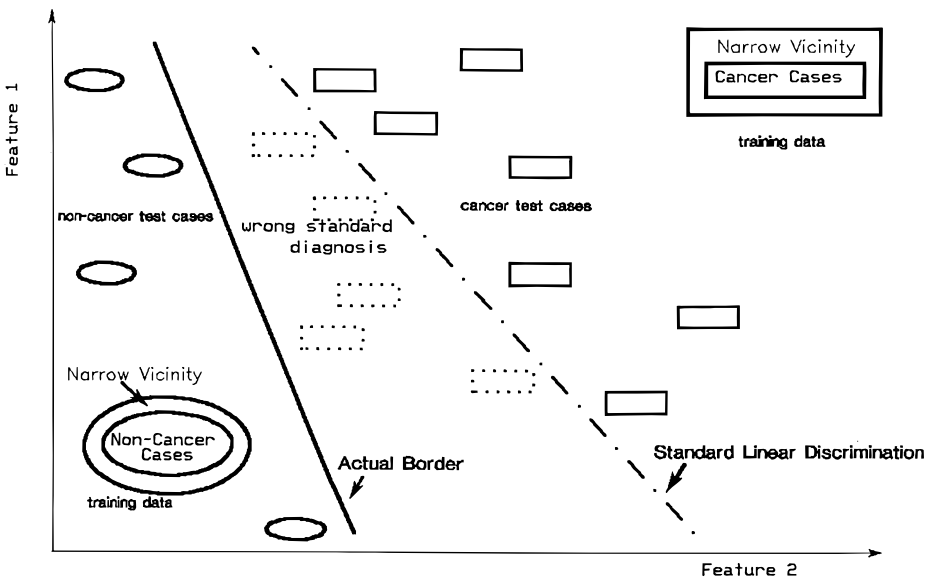 Feature 1
Narrow Vicinity
Cancer Cases
training data
non-cancer test cases
cancer test cases
wrong standard
diagnosis
Narrow Vicinity
Non-Cancer
Cases
training data
Actual Border
Standard Linear Discrimination
Feature 2